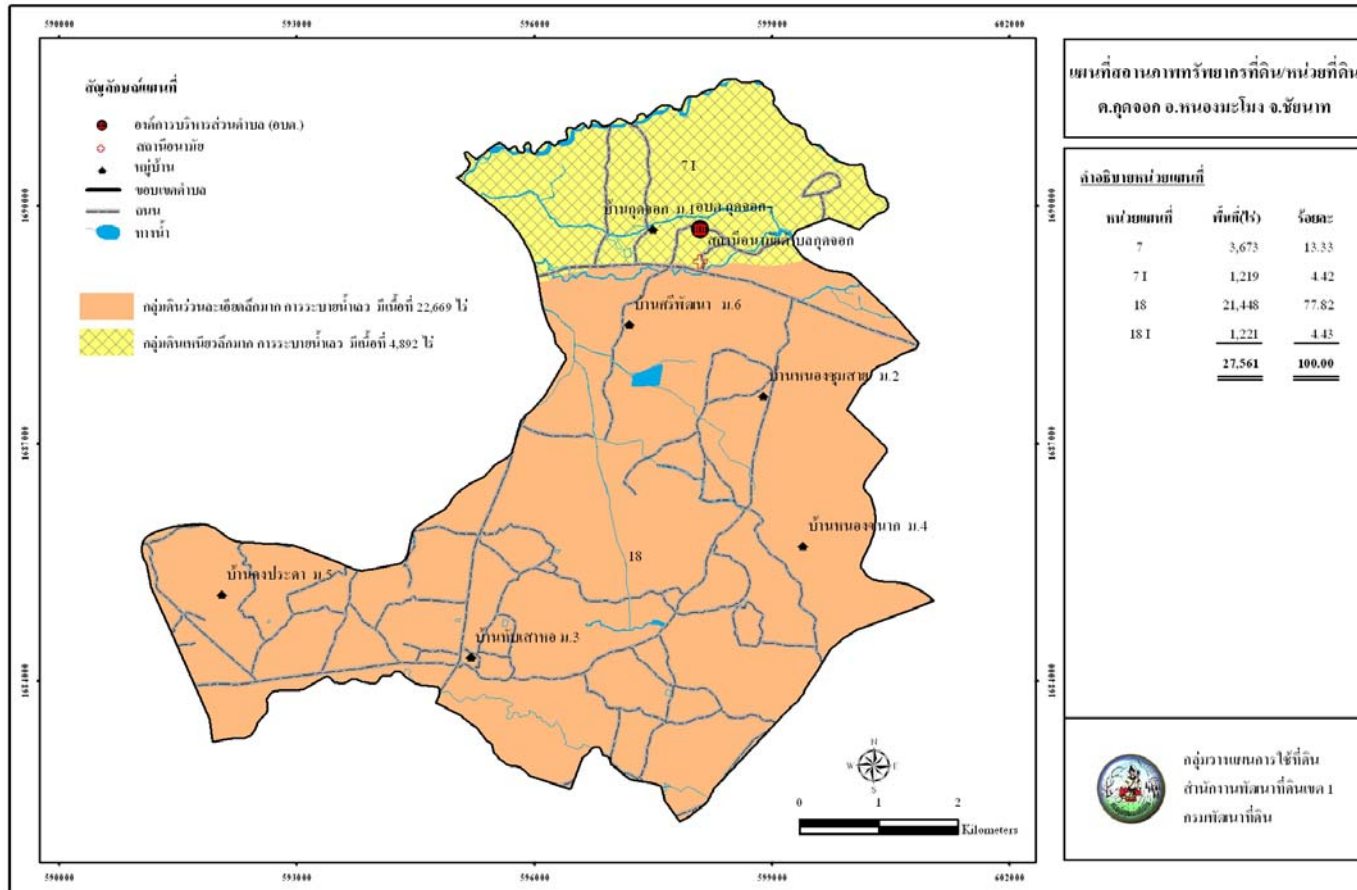 590000
593000
596000
599000
602000
1690000
1687000
1684000
1690000
1687000
1684000
สัญลักษณ์แผนที่
องค์การบริหารส่วนตำบล (อบต.)
สถานีอนามัย
หมู่บ้าน
ขอบเขตตำบล
ถนน
ทางน้ำ
กลุ่มดินร่วนละเอียดลึกมาก การระบายน้ำเลว มีเนื้อที่ 22,669 ไร่
กลุ่มดินเหนียวลึกมาก การระบายน้ำเลว มีเนื้อที่ 4,892 ไร่
7 I
บ้านกุดจอก ม.1
อบต.กุดจอก
สถานีอนามัยตำบลกุดจอก
บ้านศรีพัฒนา ม.6
บ้านหนองชุมสาย ม.2
บ้านหนองขนาก ม.4
18
บ้านดงประดา ม.5
บ้านทับเสาหอ ม.3
N
W
E
S
0 1 2
Kilometers
590000
593000
596000
599000
602000
แผนที่สถานภาพทรัพยากรที่ดิน/หน่วยที่ดิน
ต.กุดจอก อ.หนองมะโมง จ.ชัยนาท
คำอธิบายหน่วยแผนที่
หน่วยแผนที่ พื้นที่(ไร่) ร้อยละ
7 3,673 13.33
7 I 1,219 4.42
18 21,448 77.82
18 I 1,221 4.43
27,561 100.00
กลุ่มวางแผนการใช้ที่ดิน
สำนักงานพัฒนาที่ดินเขต 1
กรมพัฒนาที่ดิน